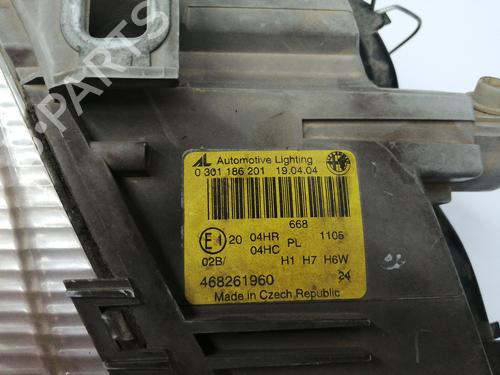 PARTS
AL Automotive Lighting
0 301 186 201 19.04.04
668
E1 20 04HR PL 1105
04HC
02B/ H1 H7 H6W
468261960 24
Made in Czech Republic